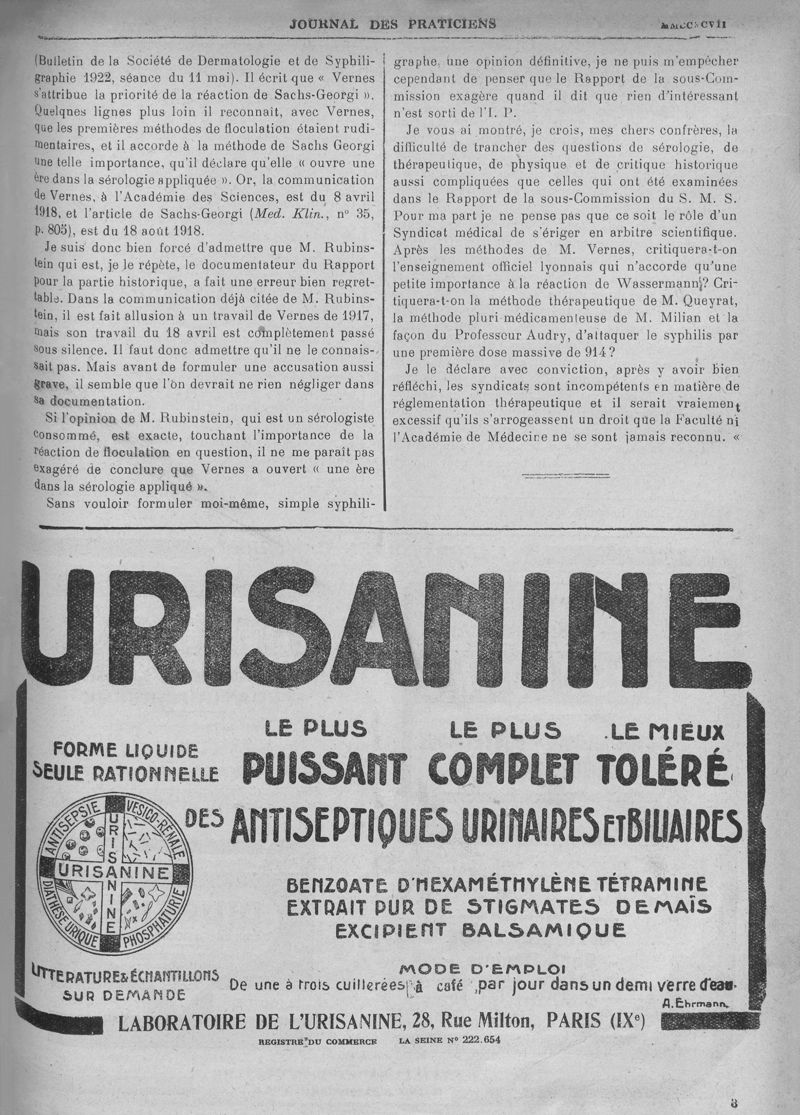 JOURNAL DES PRATICIENS
(Bulletin de la Société de Dermatologie et de Syphili-
graphie 1922, séance du 11 mai). Il écrit que « Vernes
s'attribue la priorité de la réaction de Sachs-Georgi ».
Quelqnes lignes plus loin il reconnaît, avec Vernes,
que les premières méthodes de floculation étaient rudi-
mentaires, et il accorde à la méthode de Sachs Georgi
une telle importance, qu'il déclare qu'elle « ouvre une
ère dans la sérologie appliquée ». Or, la communication
de Vernes, à l'Académie des Sciences, est du 8 avril
1918, et l'article de Sachs-Georgi (Med. Klin., n° 35,
p. 805), est du 18 août 1918.
Je suis donc bien forcé d'admettre que M. Rubins-
tein qui est, je le répète, le documentateur du Rapport
pour la partie historique, a fait une erreur bien regret-
table. Dans la communication déjà citée de M. Rubins-
tein, il est fait allusion à un travail de Vernes de 1917,
mais son travail du 18 avril est complètement passé
sous silence. Il faut donc admettre qu'il ne le connais-
sait pas. Mais avant de formuler une accusation aussi
grave, il semble que l'ôn devrait ne rien négliger dans
sa documentation.
Si l'opinion de M. Rubinstein, qui est un sérologiste
consommé, est exacte, touchant l'importance de la
réaction de floculation en question, il ne me paraît pas
exagéré de conclure que Vernes a ouvert « une ère
dans la sérologie appliqué ».
Sans vouloir formuler moi-même, simple syphili-
graphe, une opinion définitive, je ne puis m'empêcher
cependant de penser que le Rapport de la sous-Com-
mission exagère quand il dit que rien d'intéressant
n'est sorti de l'I. P.
Je vous ai montré, je crois, mes chers confrères, la
difficulté de trancher des questions de sérologie, de
thérapeutique, de physique et de critique historique
aussi compliquées que celles qui ont été examinées
dans le Rapport de la sous-Commission du S. M. S.
Pour ma part je ne pense pas que ce soit le rôle d'un
Syndicat médical de s'ériger en arbitre scientifique.
Après les méthodes de M. Vernes, critiquera-t-on
l'enseignement officiel lyonnais qui n'accorde qu'une
petite importance à la réaction de Wassermann? Cri-
tiquera-t-on la méthode thérapeutique de M. Queyrat,
la méthode pluri médicamenteuse de M. Milian et la
façon du Professeur Audry, d'attaquer le syphilis par
une première dose massive de 914 ?
Je le déclare avec conviction, après y avoir bien
réfléchi, les syndicats sont incompétents en matière de
réglementation thérapeutique et il serait vraiement
excessif qu'ils s'arrogeassent un droit que la Faculté ni
l'Académie de Médecine ne se sont jamais reconnu. «
URISANINE
FORME LIQUIDE
SEULE RATIONNELLE
LE PLUS LE PLUS LE MIEUX
PUISSANT COMPLET TOLÉRÉ
DES ANTISEPTIQUES URINAIRES ET BILIAIRES
ANTISEPSIE VESICO-RÉNALE
URISANINE
URISANINE
DIATHÈSE URIQUE PHOSPHATURIE
BENZOATE D'HEXAMÉTHYLÈNE TÉTRAMINE
EXTRAIT PUR DE STIGMATES DE MAÏS
EXCIPIENT BALSAMIQUE
LITTERATURE & ÉCHANTILLONS
SUR DEMANDE
MODE D'EMPLOI
De une à trois cuillerées à café par jour dans un demi verre d'eau.
A. Ehrmann.
LABORATOIRE DE L'URISANINE, 28, Rue Milton, PARIS (IXe)
REGISTRE DU COMMERCE LA SEINE N° 222.654
8